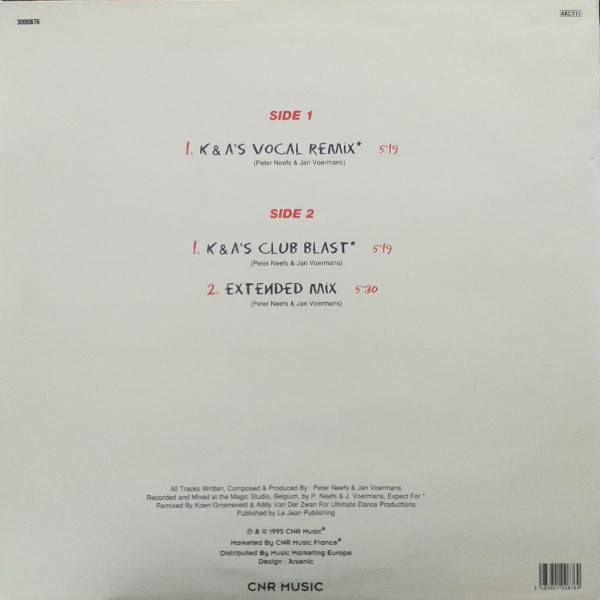 3000876
ARC311
SIDE 1
1. K & A'S VOCAL REMIX* 5'19
(Peter Neefs & Jan Voermans)
SIDE 2
1. K & A'S CLUB BLAST* 5'19
(Peter Neefs & Jan Voermans)
2. EXTENDED MIX 5'30
(Peter Neefs & Jan Voermans)
All Tracks Written, Composed & Produced By : Peter Neefs & Jan Voermans
Recorded and Mixed at the Magic Studio, Belgium, by P. Neefs & J. Voermans, Expect For *
Remixed By Koen Groeneveld & Addy Van Der Zwan For Ultimate Dance Productions
Published by Le Jean Publishing
℗ & © 1995 CNR Music®
Marketed By CNR Music France®
Distributed By Music Marketing Europe
Design : Arsenic
CNR MUSIC